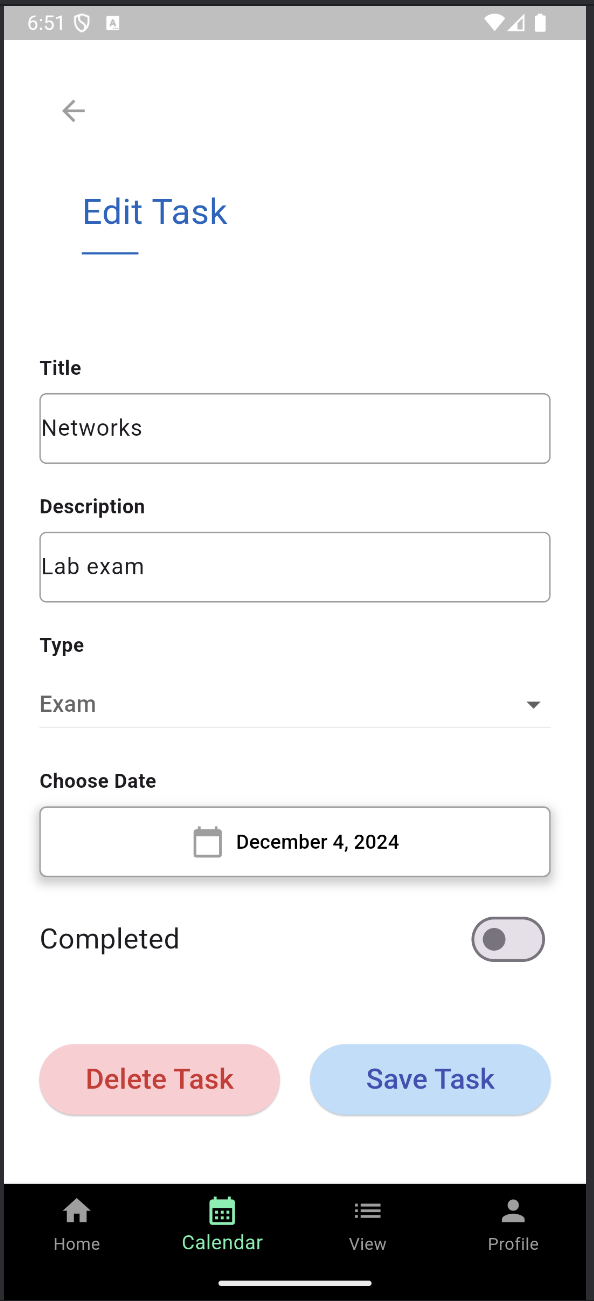 6:51 A
Edit Task
Title
Networks
Description
Lab exam
Type
Exam
Choose Date
December 4, 2024
Completed
Delete Task Save Task
Home Calendar View Profile